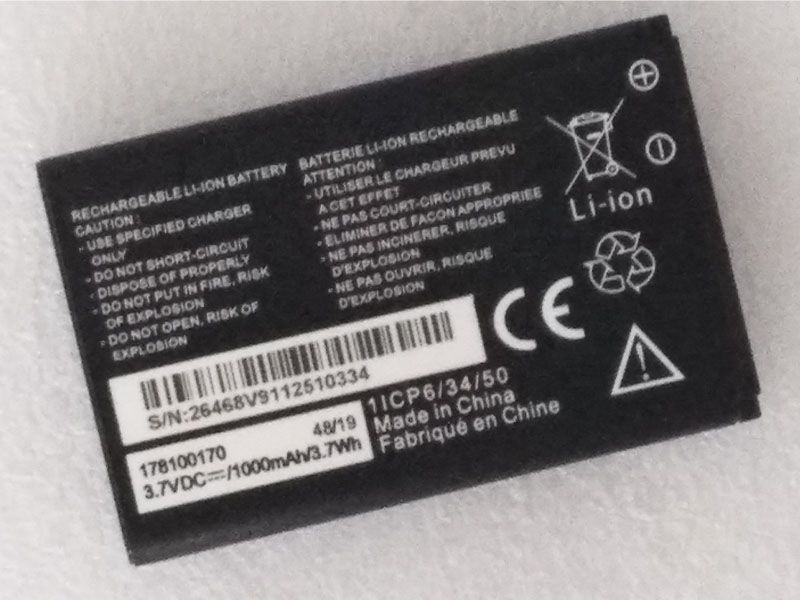 RECHARGEABLE LI-ION BATTERY
CAUTION :
- USE SPECIFIED CHARGER
ONLY
- DO NOT SHORT-CIRCUIT
- DISPOSE OF PROPERLY
- DO NOT PUT IN FIRE, RISK
OF EXPLOSION
- DO NOT OPEN, RISK OF
EXPLOSION
BATTERIE LI-ION RECHARGEABLE
ATTENTION :
- UTILISER LE CHARGEUR PREVU
A CET EFFET
- NE PAS COURT-CIRCUITER
- ELIMINER DE FACON APPROPRIEE
- NE PAS INCINERER, RISQUE
D'EXPLOSION
- NE PAS OUVRIR, RISQUE
D'EXPLOSION
Li-ion
CE
S/N:26468V9112510334
178100170 48/19
3.7VDC⎓/1000mAh/3.7Wh
1ICP6/34/50
Made in China
Fabriqué en Chine